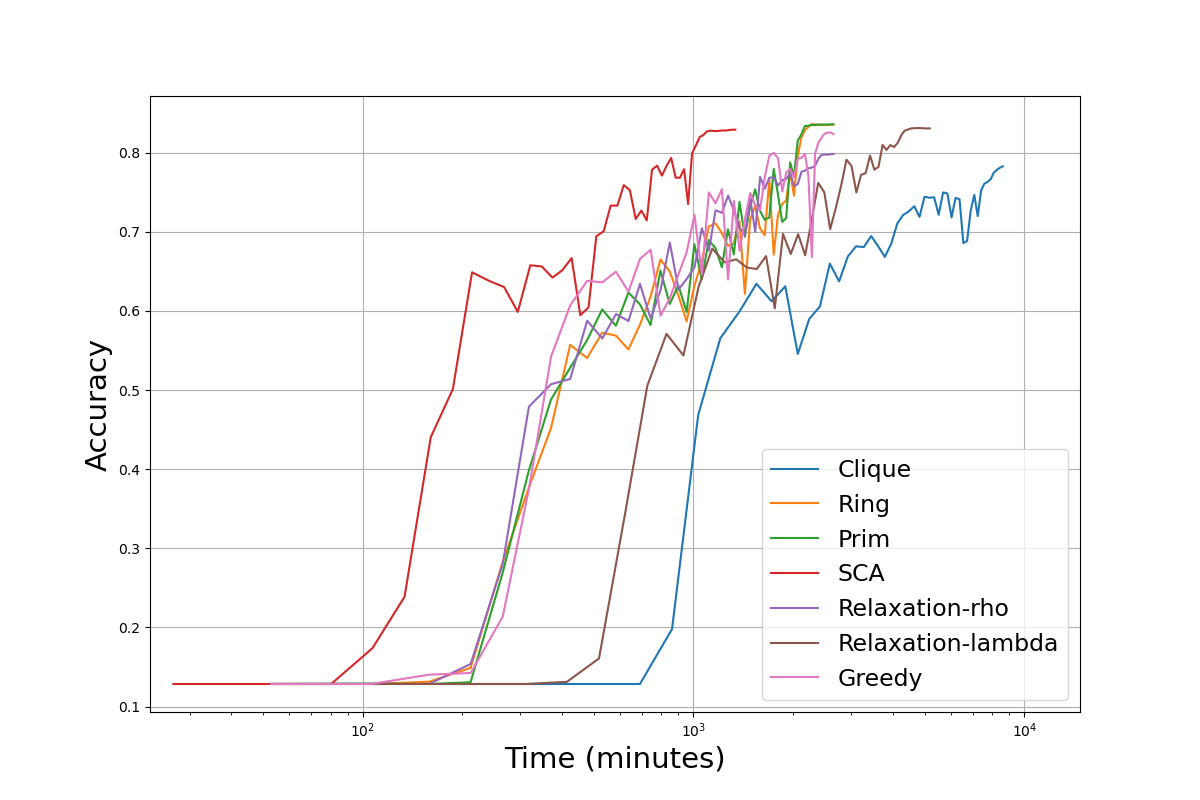 0.8
0.7
0.6
0.5
0.4
0.3
0.2
0.1
Accuracy
10²
10³
10⁴
Time (minutes)
Clique
Ring
Prim
SCA
Relaxation-rho
Relaxation-lambda
Greedy